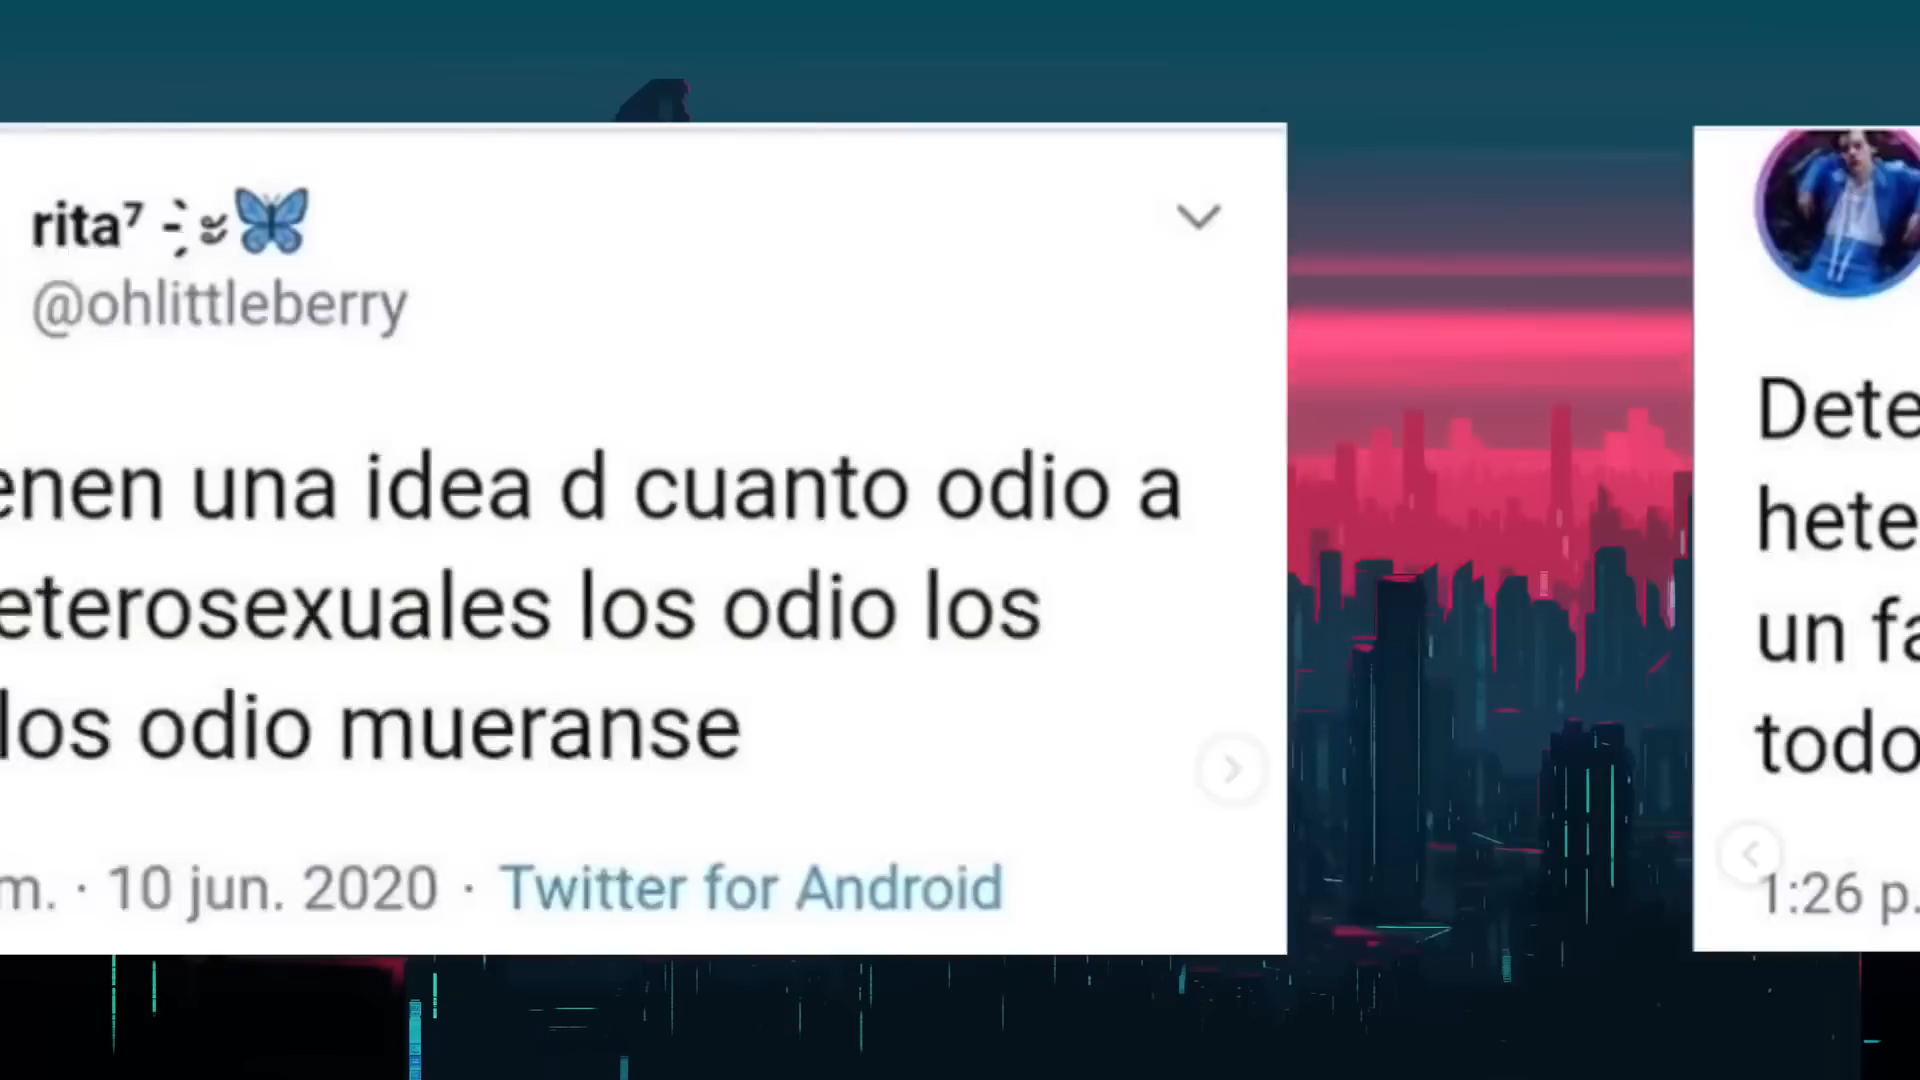 rita⁷
@ohlittleberry
enen una idea d cuanto odio a
eterosexuales los odio los
los odio mueranse
m. · 10 jun. 2020 · Twitter for Android
Dete
hete
un fa
todo
1:26 p.